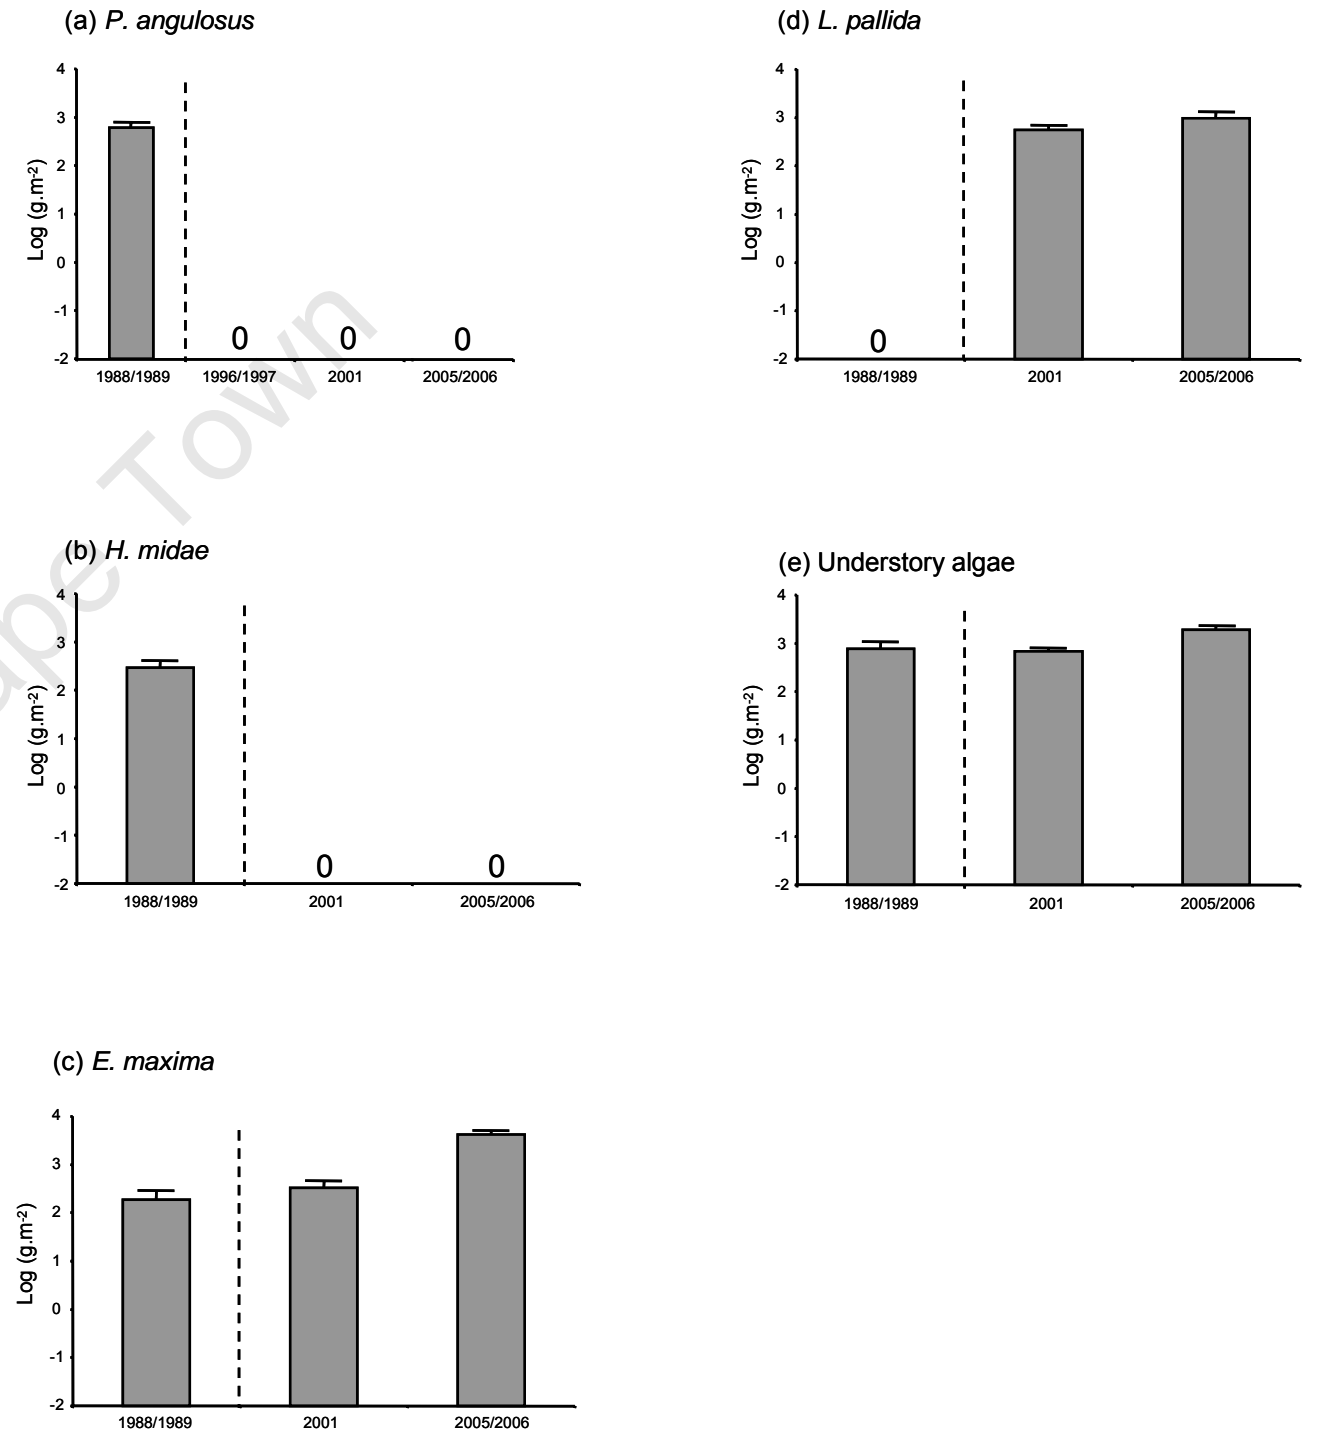 (a) P. angulosus
4
3
2
1
0
-1
-2
Log (g.m-2)
0 0 0
1988/1989 1996/1997 2001 2005/2006
(b) H. midae
4
3
2
1
0
-1
-2
Log (g.m-2)
0 0
1988/1989 2001 2005/2006
(c) E. maxima
4
3
2
1
0
-1
-2
Log (g.m-2)
1988/1989 2001 2005/2006
(d) L. pallida
4
3
2
1
0
-1
-2
Log (g.m-2)
0
1988/1989 2001 2005/2006
(e) Understory algae
4
3
2
1
0
-1
-2
Log (g.m-2)
1988/1989 2001 2005/2006
ape Town